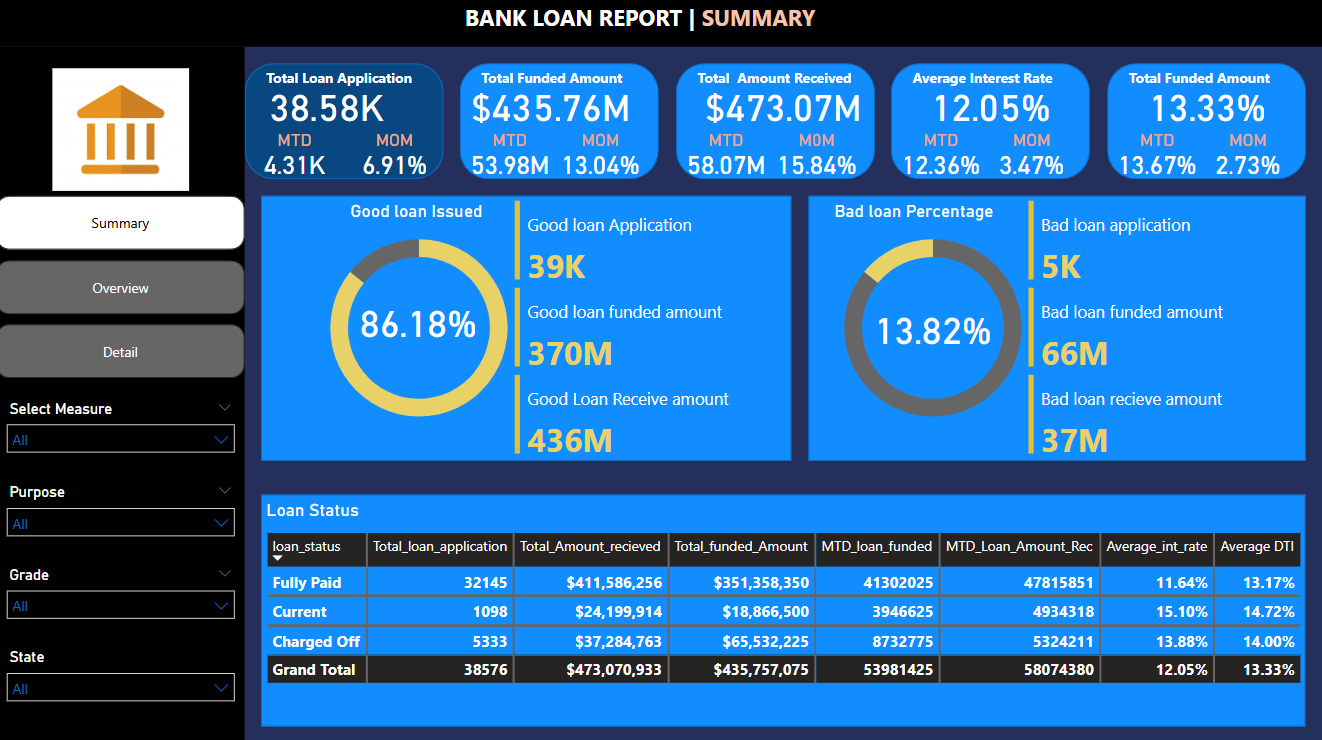 BANK LOAN REPORT | SUMMARY
Total Loan Application
38.58K
MTD MOM
4.31K 6.91%
Total Funded Amount
$435.76M
MTD MOM
53.98M 13.04%
Total Amount Received
$473.07M
MTD MOM
58.07M 15.84%
Average Interest Rate
12.05%
MTD MOM
12.36% 3.47%
Total Funded Amount
13.33%
MTD MOM
13.67% 2.73%
Summary
Overview
Detail
Select Measure
All
Purpose
All
Grade
All
State
All
Good loan Issued
86.18%
Good loan Application
39K
Good loan funded amount
370M
Good Loan Receive amount
436M
Bad loan Percentage
13.82%
Bad loan application
5K
Bad loan funded amount
66M
Bad loan recieve amount
37M
Loan Status
loan_status Total_loan_application Total_Amount_recieved Total_funded_Amount MTD_loan_funded MTD_Loan_Amount_Rec Average_int_rate Average DTI
Fully Paid 32145 $411,586,256 $351,358,350 41302025 47815851 11.64% 13.17%
Current 1098 $24,199,914 $18,866,500 3946625 4934318 15.10% 14.72%
Charged Off 5333 $37,284,763 $65,532,225 8732775 5324211 13.88% 14.00%
Grand Total 38576 $473,070,933 $435,757,075 53981425 58074380 12.05% 13.33%